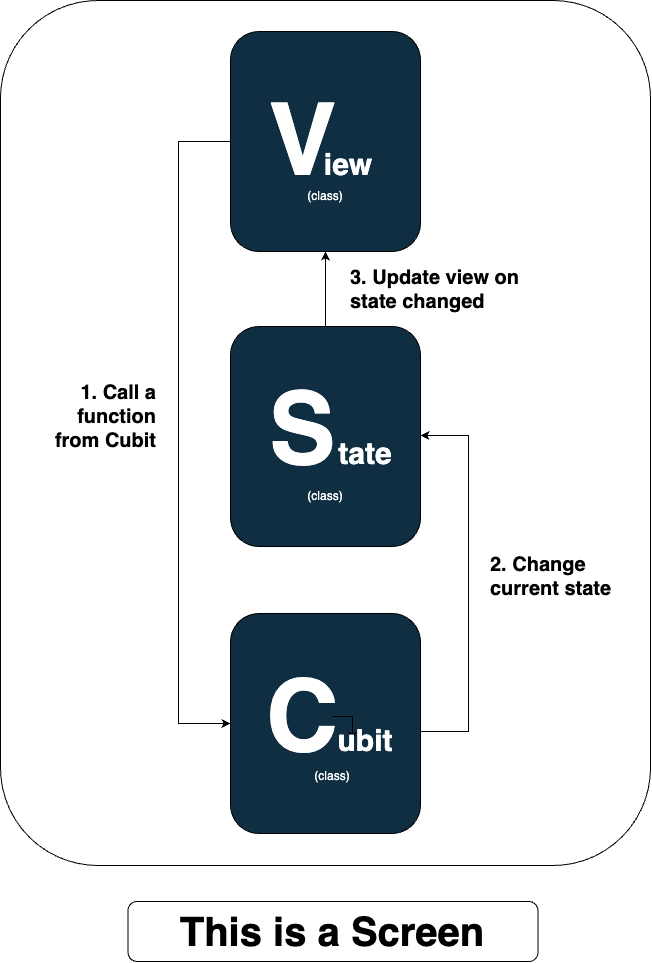 View
(class)
3. Update view on
state changed
1. Call a
function
from Cubit
State
(class)
2. Change
current state
Cubit
(class)
This is a Screen